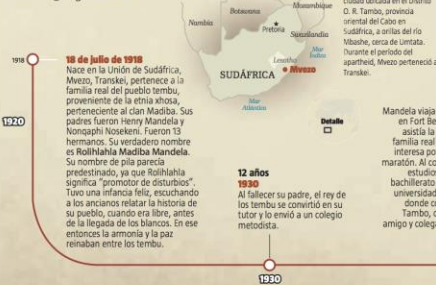 Botsuana
Mozambique
Namibia
Pretoria
Suazilandia
Lesotho
Mar
Índico
Mvezo
SUDÁFRICA
Mar
Atlántico
Detalle
ciudad ubicada en el Distrito
O. R. Tambo, provincia
oriental del Cabo en
Sudáfrica, a orillas del río
Mbashe, cerca de Umtata.
Durante el período del
apartheid, Mvezo perteneció a
Transkei.
1918
18 de julio de 1918
Nace en la Unión de Sudáfrica,
Mvezo, Transkei, pertenece a la
familia real del pueblo tembu,
proveniente de la etnia xhosa,
perteneciente al clan Madiba. Sus
padres fueron Henry Mandela y
Nonqaphi Nosekeni. Fueron 13
hermanos. Su verdadero nombre
es Rolihlahla Madiba Mandela.
Su nombre de pila parecía
predestinado, ya que Rolihlahla
significa "promotor de disturbios".
Tuvo una infancia feliz, escuchando
a los ancianos relatar la historia de
su pueblo, cuando era libre, antes
de la llegada de los blancos. En ese
entonces la armonía y la paz
reinaban entre los tembu.
1920
12 años
1930
Al fallecer su padre, el rey de
los tembu se convirtió en su
tutor y lo envió a un colegio
metodista.
1930
Mandela viaja
en Fort Be
asistía la
familia real
interesa po
maratón. Al co
estudios
bachillerato
universidad
donde co
Tambo, c
amigo y colega